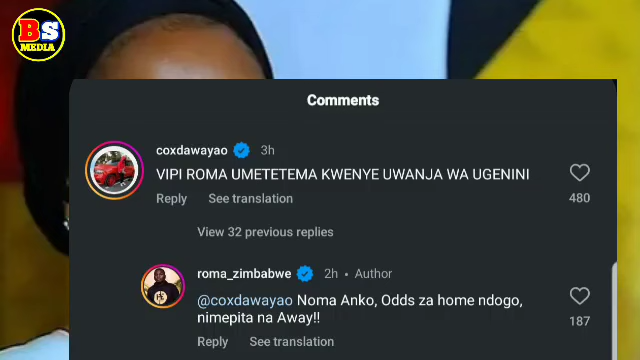 BS
MEDIA
Comments
coxdawayao 3h
VIPI ROMA UMETETEMA KWENYE UWANJA WA UGENINI
480
Reply See translation
View 32 previous replies
roma_zimbabwe 2h • Author
@coxdawayao Noma Anko, Odds za home ndogo,
nimepita na Away!!
187
Reply See translation